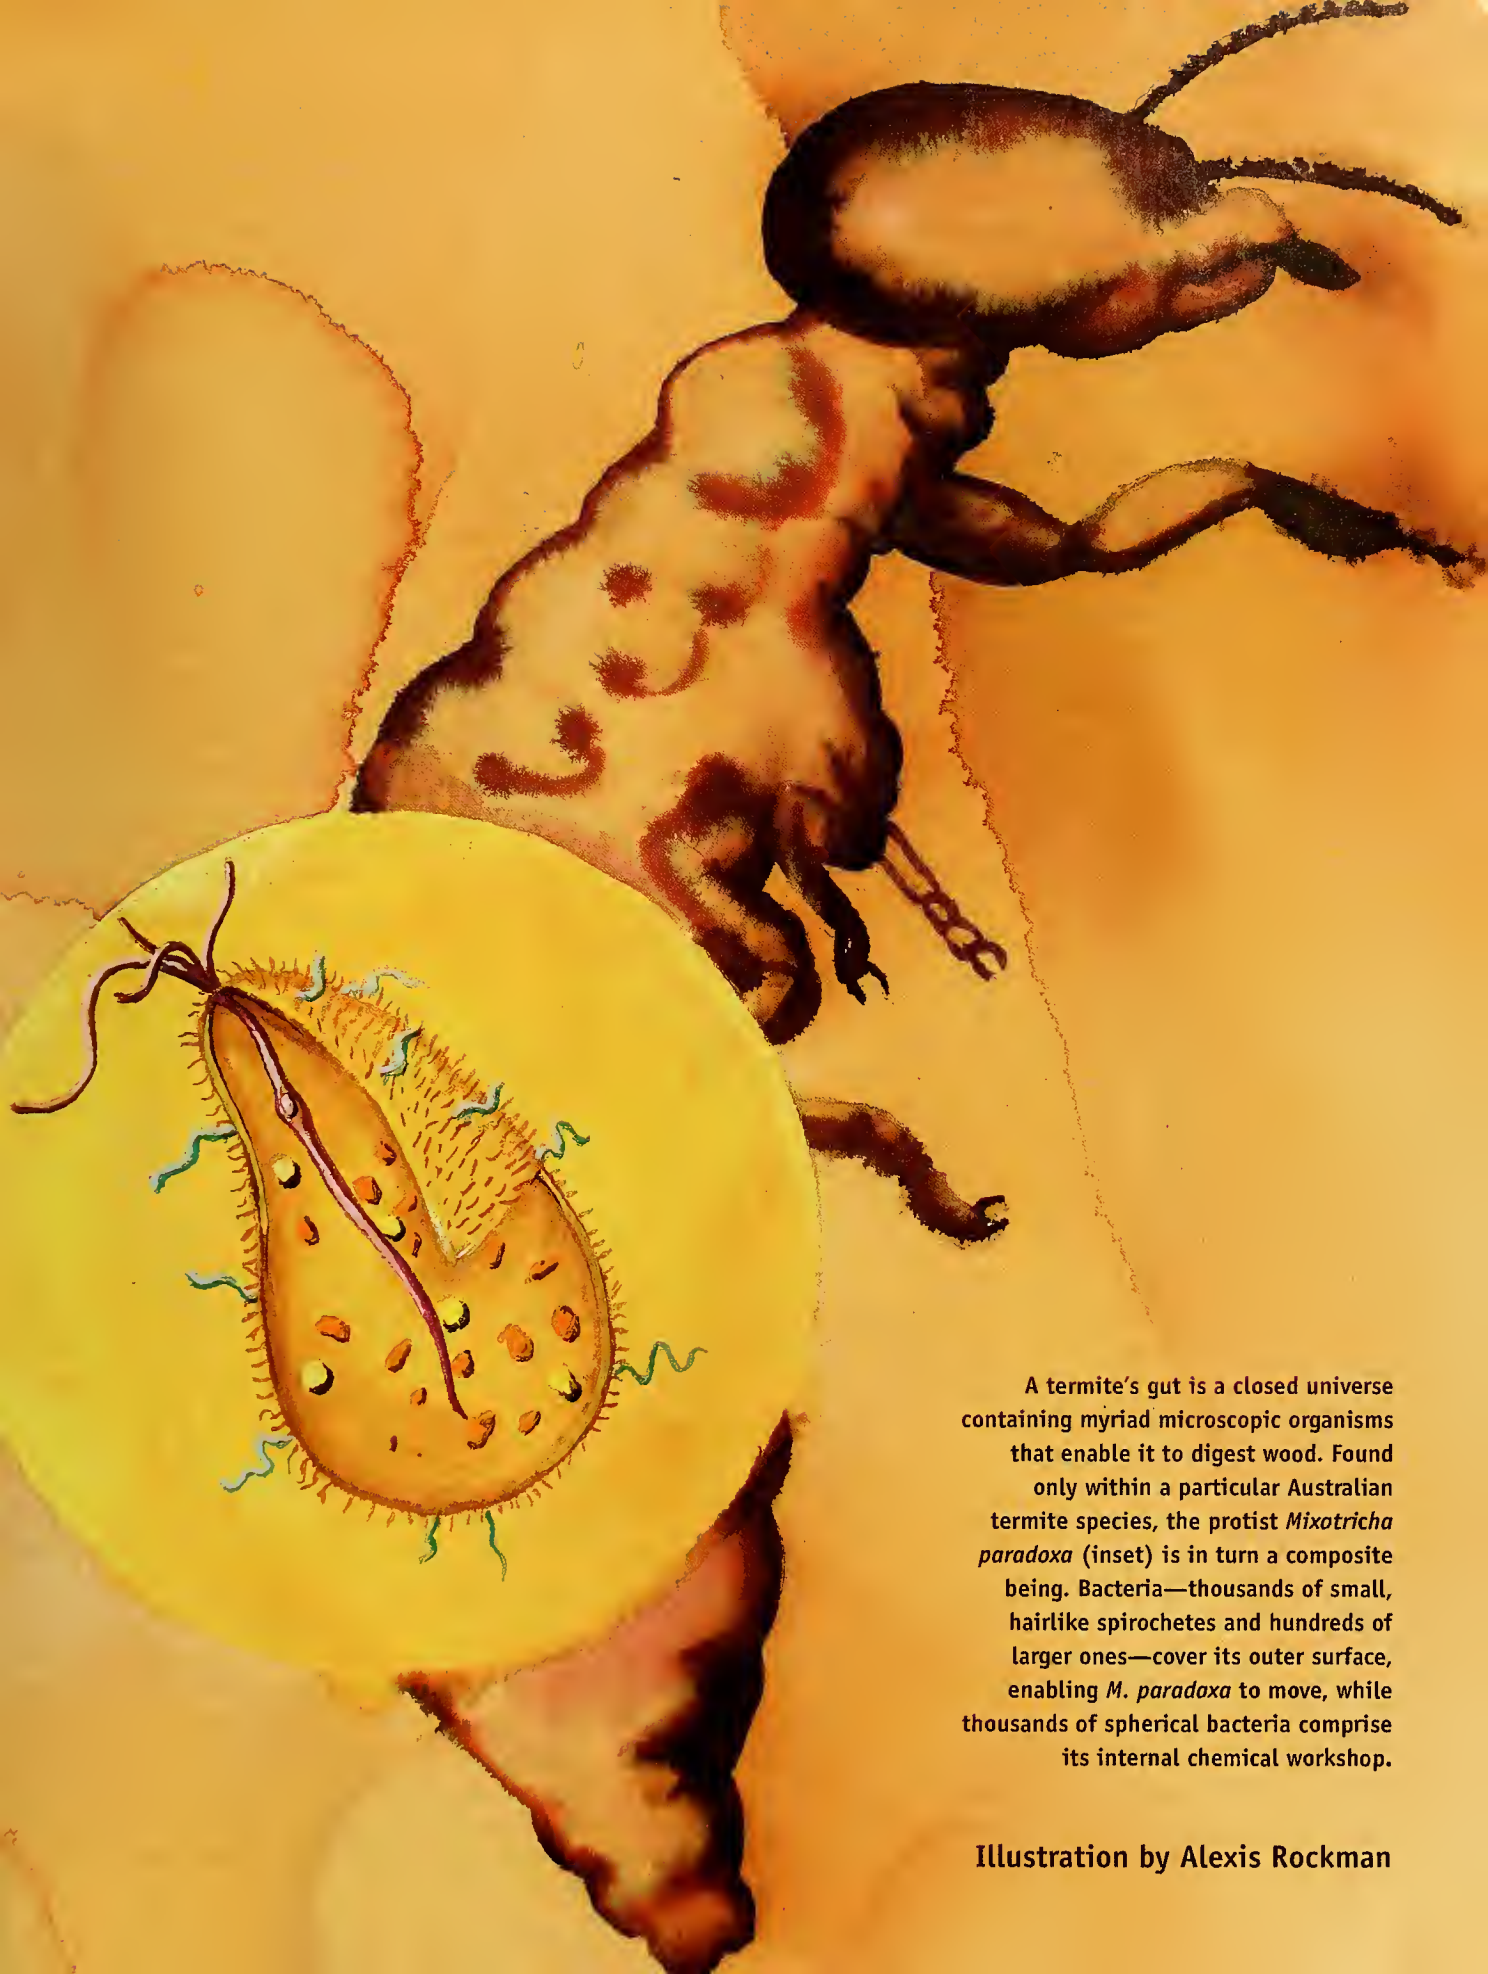 A termite's gut is a closed universe
containing myriad microscopic organisms
that enable it to digest wood. Found
only within a particular Australian
termite species, the protist Mixotricha
paradoxa (inset) is in turn a composite
being. Bacteria—thousands of small,
hairlike spirochetes and hundreds of
larger ones—cover its outer surface,
enabling M. paradoxa to move, while
thousands of spherical bacteria comprise
its internal chemical workshop.
Illustration by Alexis Rockman